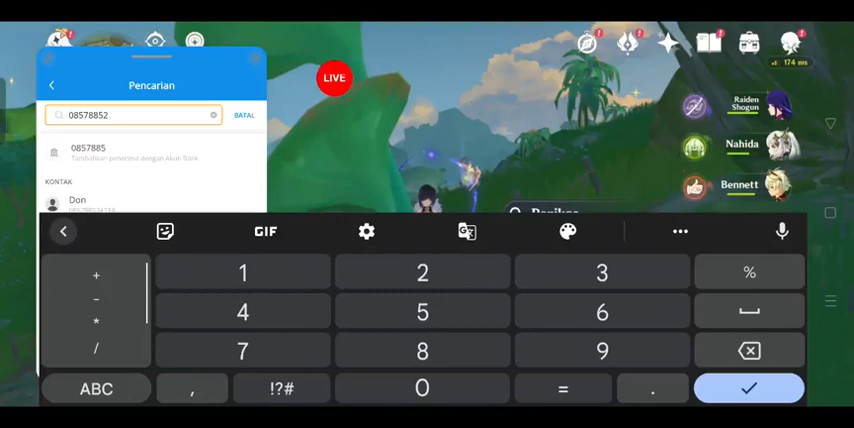 LIVE
174 ms
Pencarian
08578852
BATAL
0857885
Tambahkan penerima dengan Akun Bank
KONTAK
Don
Raiden
Shogun
Nahida
Bennett
GIF
+
1
2
3
%
-
4
5
6
*
/
7
8
9
ABC
,
!?#
0
=
.